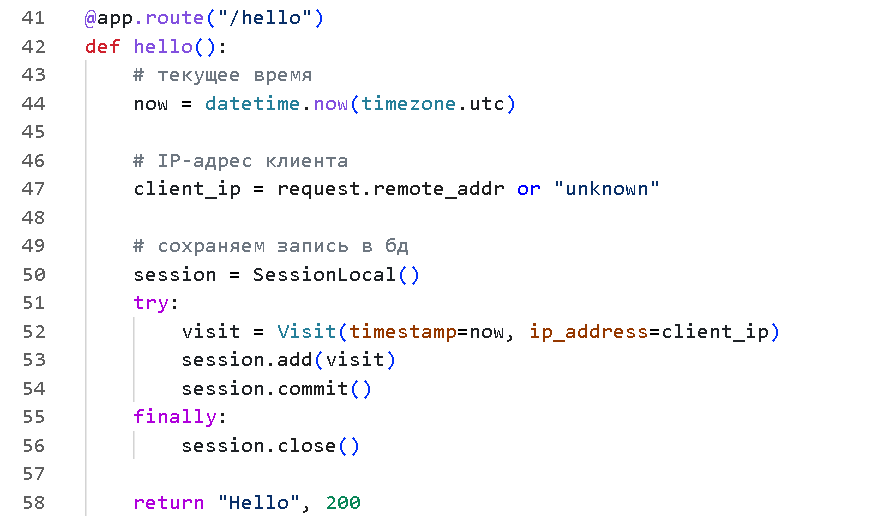 41 @app.route("/hello")
42 def hello():
43     # текущее время
44     now = datetime.now(timezone.utc)
45
46     # IP-адрес клиента
47     client_ip = request.remote_addr or "unknown"
48
49     # сохраняем запись в бд
50     session = SessionLocal()
51     try:
52         visit = Visit(timestamp=now, ip_address=client_ip)
53         session.add(visit)
54         session.commit()
55     finally:
56         session.close()
57
58     return "Hello", 200